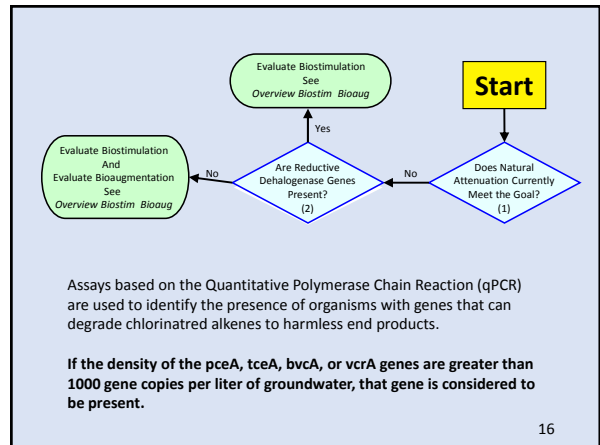 Evaluate Biostimulation
See
Overview Biostim Bioaug
Start
Yes
Evaluate Biostimulation
And
Evaluate Bioaugmentation
See
Overview Biostim Bioaug
No
Are Reductive
Dehalogenase Genes
Present?
(2)
No
Does Natural
Attenuation Currently
Meet the Goal?
(1)
Assays based on the Quantitative Polymerase Chain Reaction (qPCR)
are used to identify the presence of organisms with genes that can
degrade chlorinatred alkenes to harmless end products.
If the density of the pceA, tceA, bvcA, or vcrA genes are greater than
1000 gene copies per liter of groundwater, that gene is considered to
be present.
16